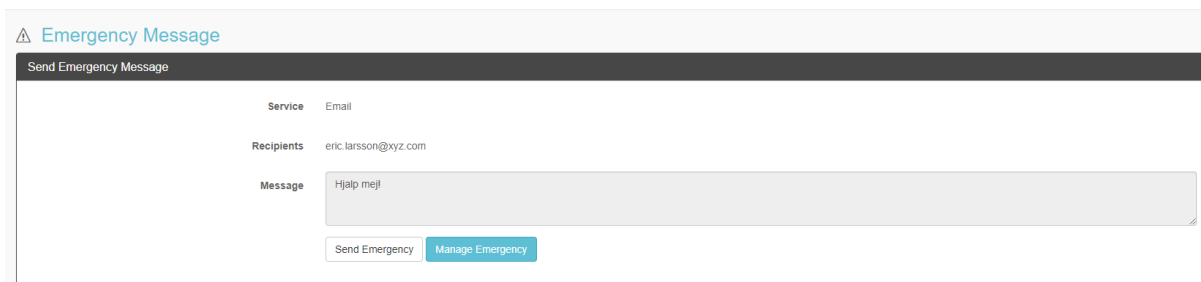 Emergency Message
Send Emergency Message
Service Email
Recipients eric.larsson@xyz.com
Message Hjalp mej!
Send Emergency Manage Emergency